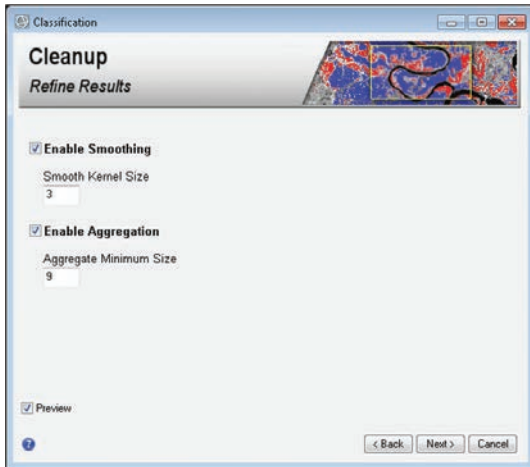 Classification
Cleanup
Refine Results
Enable Smoothing
Smooth Kernel Size
3
Enable Aggregation
Aggregate Minimum Size
9
Preview
?
< Back Next > Cancel